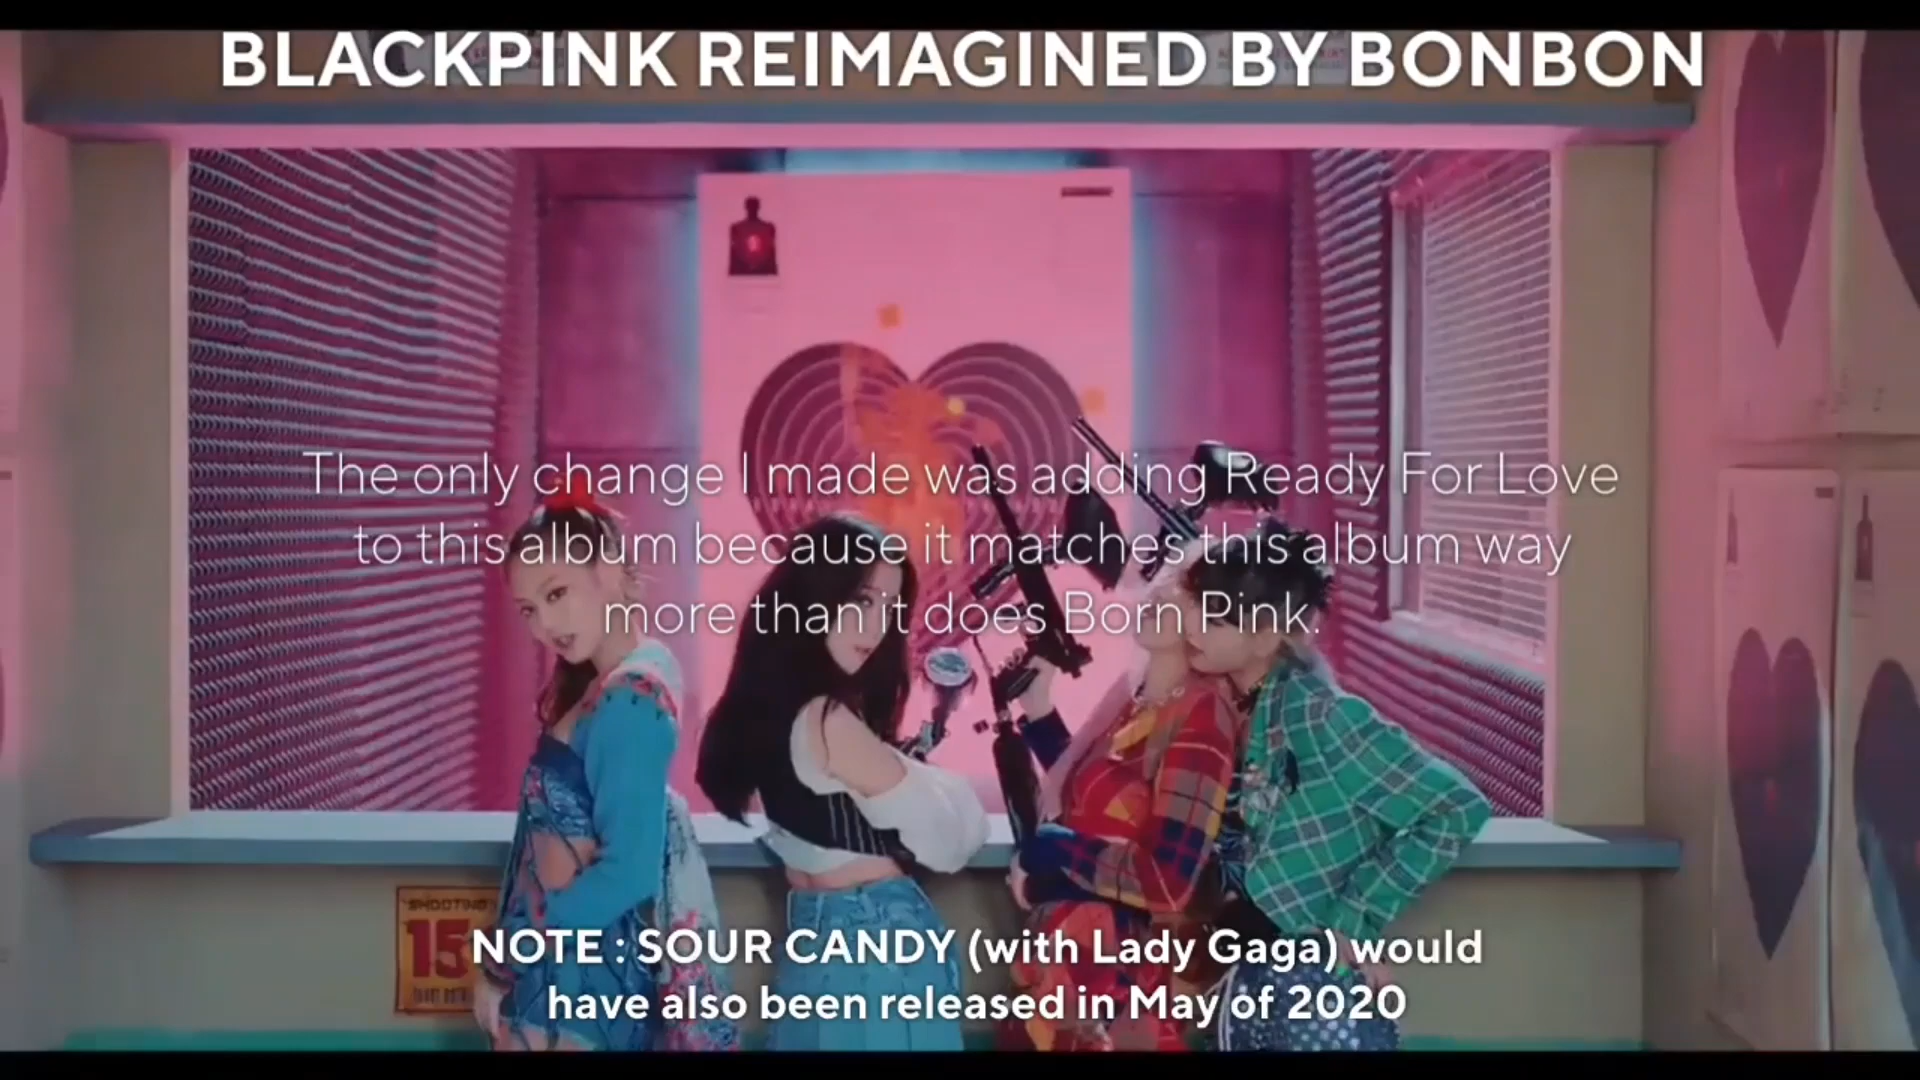 BLACKPINK REIMAGINED BY BONBON
The only change I made was adding Ready For Love
to this album because it matches this album way
more than it does Born Pink.
SHOOTING
15
NOTE : SOUR CANDY (with Lady Gaga) would
have also been released in May of 2020